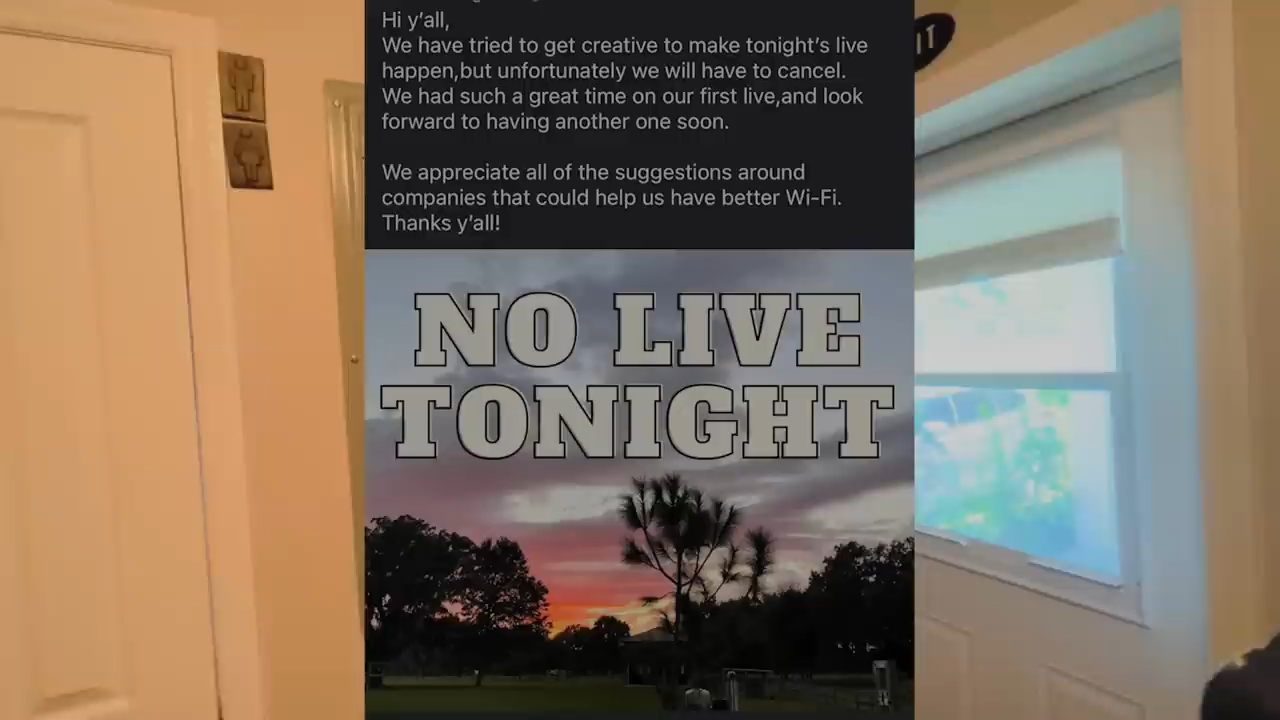 Hi y'all,
We have tried to get creative to make tonight's live
happen,but unfortunately we will have to cancel.
We had such a great time on our first live,and look
forward to having another one soon.
We appreciate all of the suggestions around
companies that could help us have better Wi-Fi.
Thanks y'all!
NO LIVE
TONIGHT